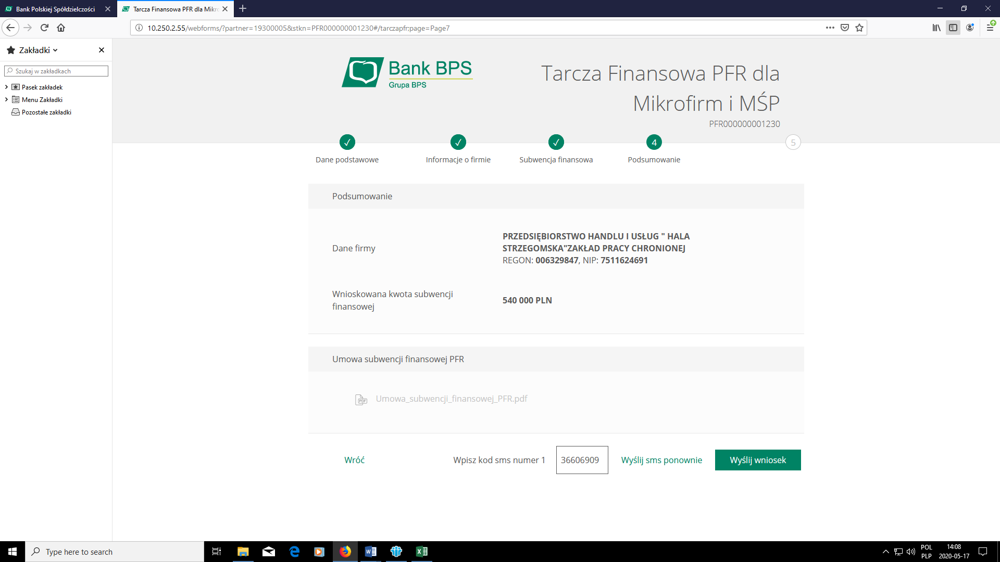 Bank Polskiej Spółdzielczości
Tarcza Finansowa PFR dla Mikro
10.250.2.55/webforms/?partner=19300005&stkn=PFR000000001230#/tarczapfr;page=Page7
Zakładki
Szukaj w zakładkach
Pasek zakładek
Menu Zakładki
Pozostałe zakładki
Bank BPS
Grupa BPS
Tarcza Finansowa PFR dla
Mikrofirm i MŚP
PFR000000001230
4
5
Dane podstawowe
Informacje o firmie
Subwencja finansowa
Podsumowanie
Podsumowanie
Dane firmy
PRZEDSIĘBIORSTWO HANDLU I USŁUG " HALA
STRZEGOMSKA"ZAKŁAD PRACY CHRONIONEJ
REGON: 006329847, NIP: 7511624691
Wnioskowana kwota subwencji
finansowej
540 000 PLN
Umowa subwencji finansowej PFR
PDF
Umowa_subwencji_finansowej_PFR.pdf
Wróć
Wpisz kod sms numer 1
36606909
Wyślij sms ponownie
Wyślij wniosek
Type here to search
POL
PLP
14:08
2020-05-17